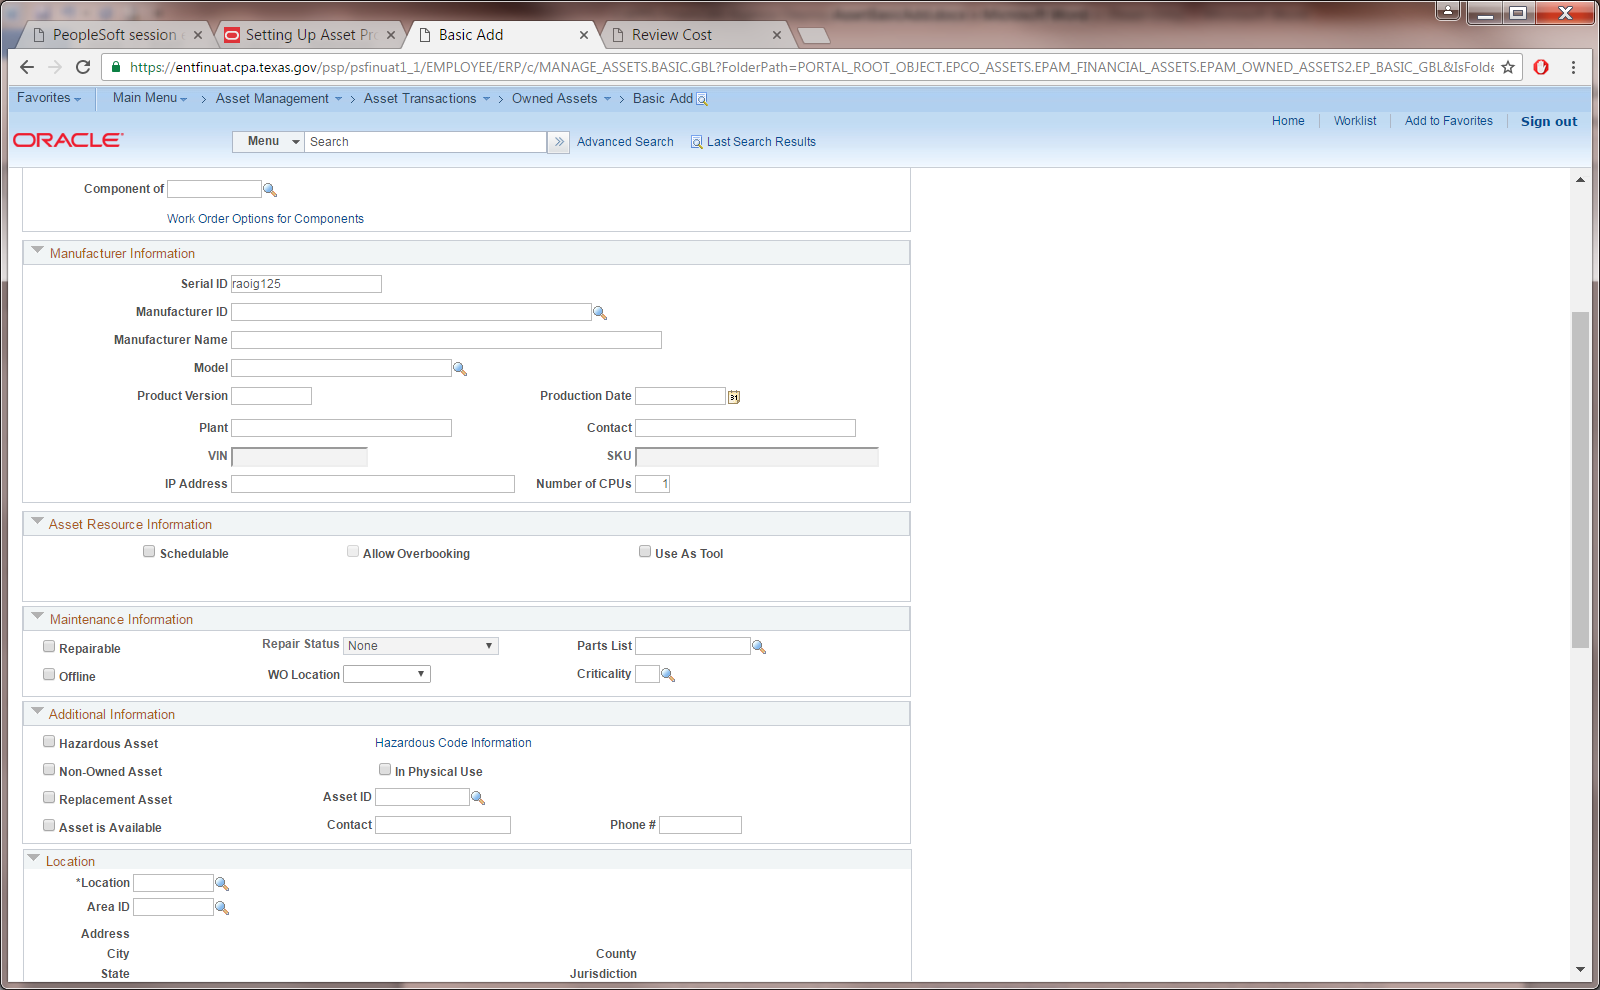 PeopleSoft session
Setting Up Asset Pr
Basic Add
Review Cost
https://entfinuat.cpa.texas.gov/psp/psfinuat1_1/EMPLOYEE/ERP/c/MANAGE_ASSETS.BASIC.GBL?FolderPath=PORTAL_ROOT_OBJECT.EPCO_ASSETS.EPAM_FINANCIAL_ASSETS.EPAM_OWNED_ASSETS2.EP_BASIC_GBL&IsFolde
Favorites Main Menu > Asset Management > Asset Transactions > Owned Assets > Basic Add
Home Worklist Add to Favorites Sign out
ORACLE Menu Search » Advanced Search Last Search Results
Component of
Work Order Options for Components
Manufacturer Information
Serial ID raoig125
Manufacturer ID
Manufacturer Name
Model
Product Version Production Date 31
Plant Contact
VIN SKU
IP Address Number of CPUs 1
Asset Resource Information
Schedulable Allow Overbooking Use As Tool
Maintenance Information
Repairable Repair Status None Parts List
Offline WO Location Criticality
Additional Information
Hazardous Asset Hazardous Code Information
Non-Owned Asset In Physical Use
Replacement Asset Asset ID
Asset is Available Contact Phone #
Location
*Location
Area ID
Address
City County
State Jurisdiction